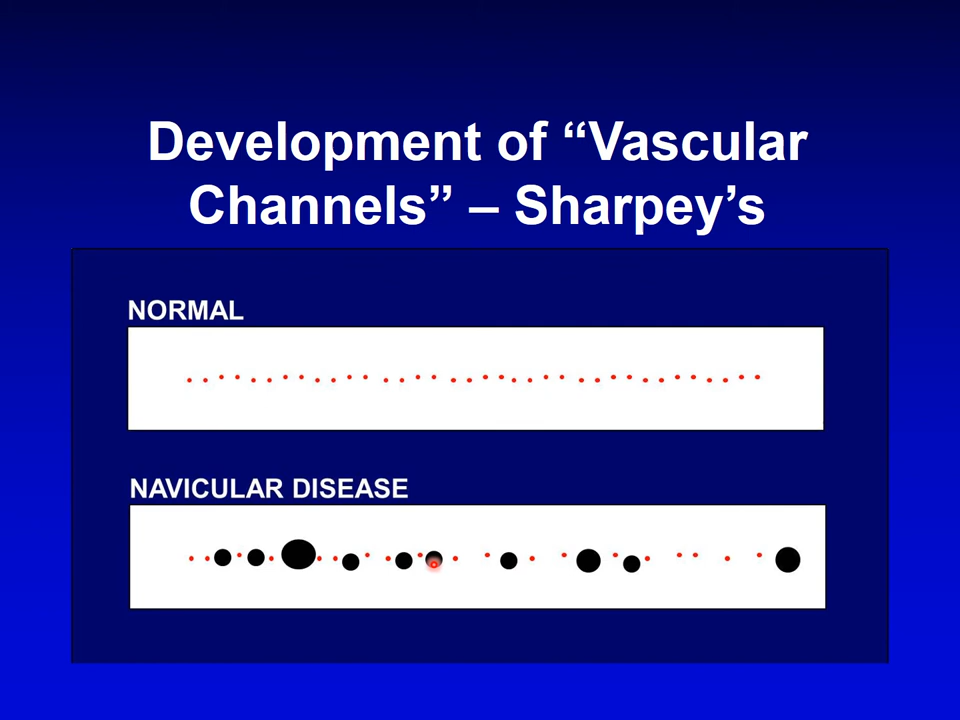 Development of “Vascular
Channels” – Sharpey’s
NORMAL
NAVICULAR DISEASE